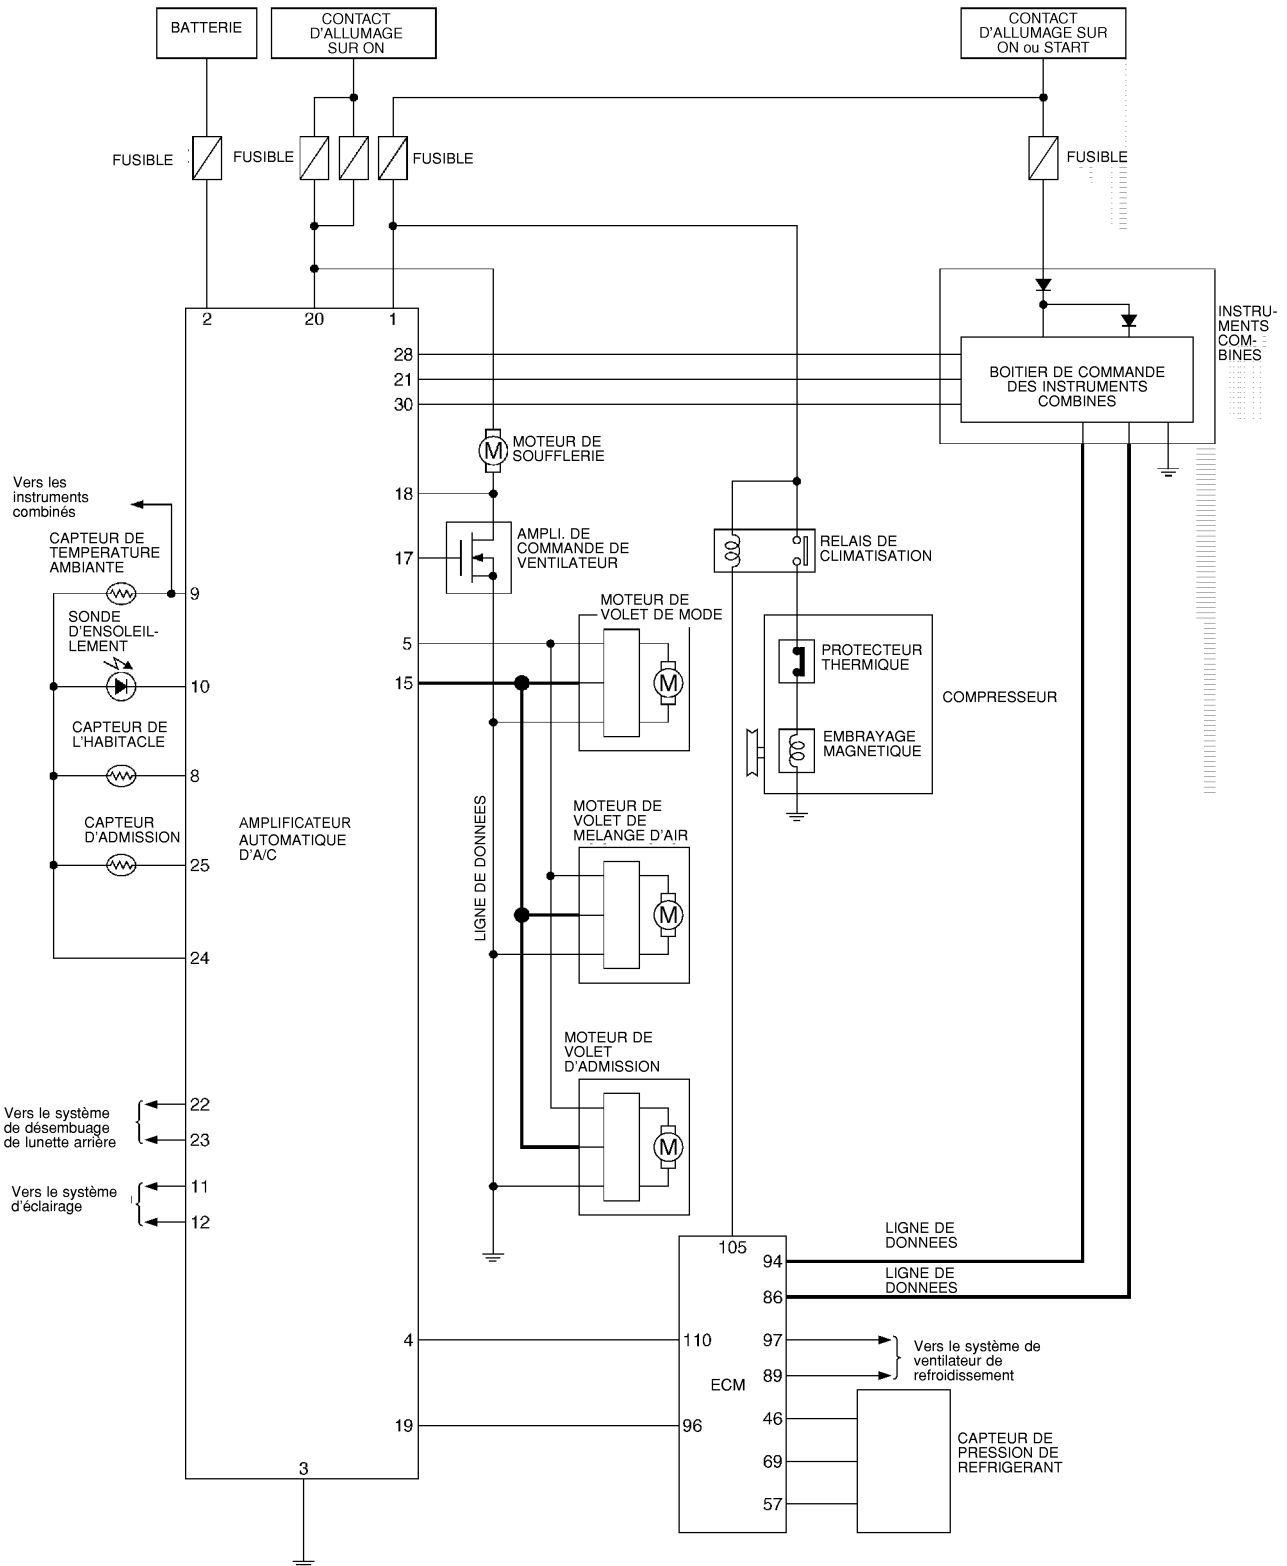 BATTERIE
CONTACT
D'ALLUMAGE
SUR ON
CONTACT
D'ALLUMAGE SUR
ON ou START
FUSIBLE
FUSIBLE
FUSIBLE
FUSIBLE
2
20
1
INSTRU-
MENTS
COM-
BINES
28
21
30
BOITIER DE COMMANDE
DES INSTRUMENTS
COMBINES
M
MOTEUR DE
SOUFFLERIE
Vers les
instruments
combinés
18
CAPTEUR DE
TEMPERATURE
AMBIANTE
17
AMPLI. DE
COMMANDE DE
VENTILATEUR
RELAIS DE
CLIMATISATION
9
SONDE
D'ENSOLEIL-
LEMENT
MOTEUR DE
VOLET DE MODE
5
15
M
PROTECTEUR
THERMIQUE
10
COMPRESSEUR
CAPTEUR DE
L'HABITACLE
EMBRAYAGE
MAGNETIQUE
8
CAPTEUR
D'ADMISSION
AMPLIFICATEUR
AUTOMATIQUE
D'A/C
LIGNE DE DONNEES
MOTEUR DE
VOLET DE
MELANGE D'AIR
25
M
24
MOTEUR DE
VOLET
D'ADMISSION
M
Vers le système
de désembuage
de lunette arrière
22
23
Vers le système
d'éclairage
11
12
105
94
LIGNE DE
DONNEES
86
LIGNE DE
DONNEES
4
110
97
89
Vers le système de
ventilateur de
refroidissement
ECM
19
96
46
69
57
CAPTEUR DE
PRESSION DE
REFRIGERANT
3